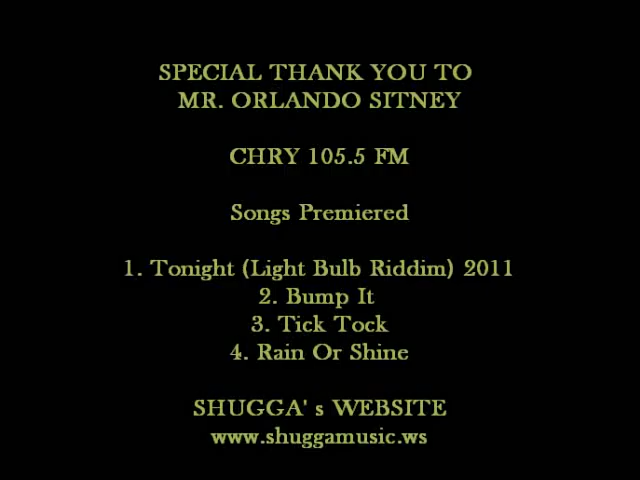 SPECIAL THANK YOU TO
MR. ORLANDO SITNEY
CHRY 105.5 FM
Songs Premiered
1. Tonight (Light Bulb Riddim) 2011
2. Bump It
3. Tick Tock
4. Rain Or Shine
SHUGGA' s WEBSITE
www.shuggamusic.ws